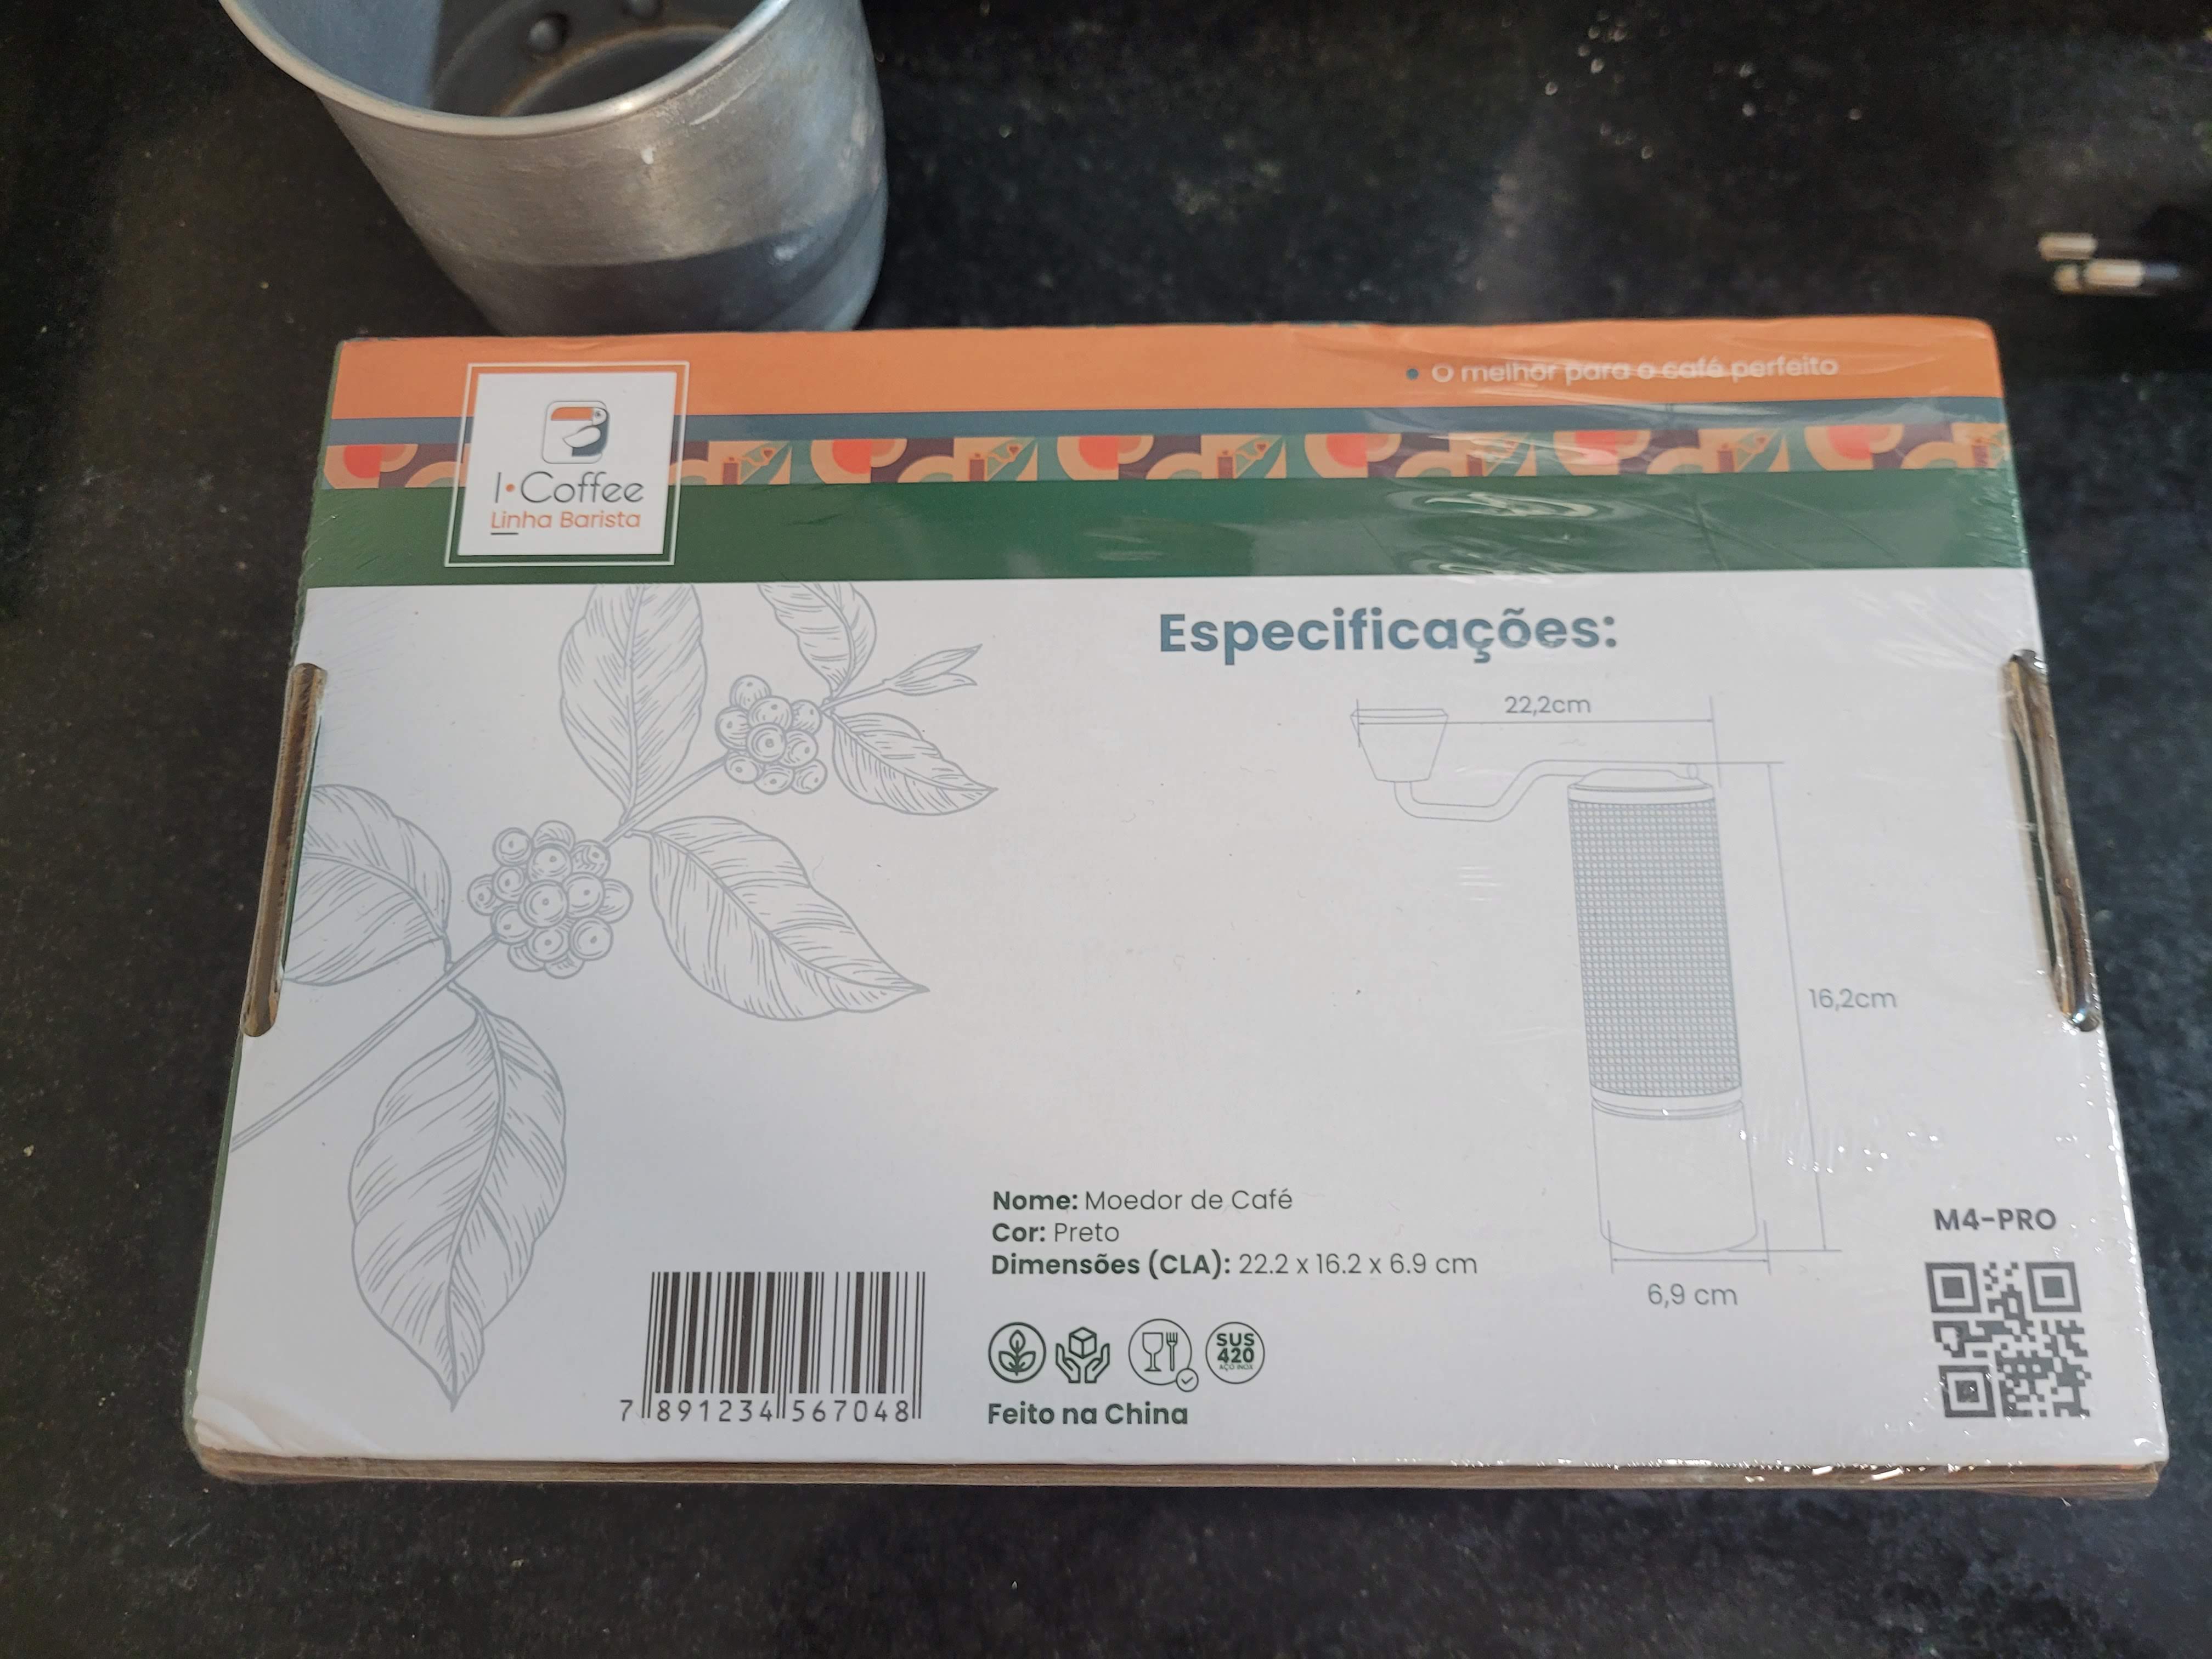 O melhor para o café perfeito
I•Coffee
Linha Barista
Especificações:
22,2cm
16,2cm
6,9 cm
Nome: Moedor de Café
Cor: Preto
Dimensões (CLA): 22.2 x 16.2 x 6.9 cm
SUS
420
AÇO INOX
Feito na China
7 891234 567048
M4-PRO